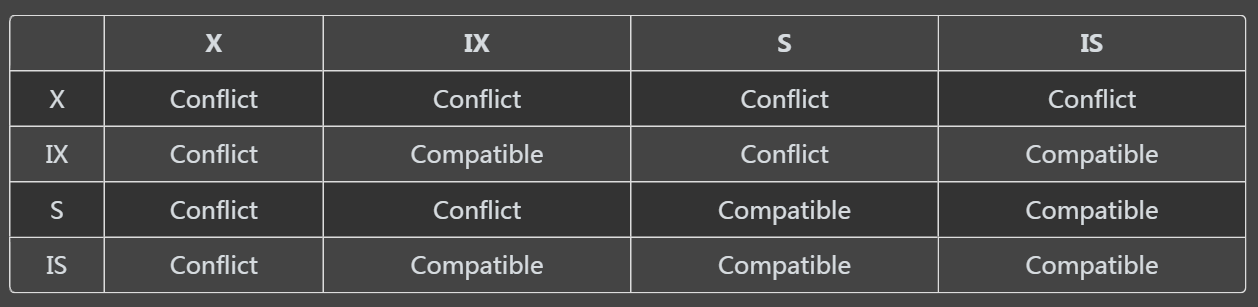 X IX S IS
X Conflict Conflict Conflict Conflict
IX Conflict Compatible Conflict Compatible
S Conflict Conflict Compatible Compatible
IS Conflict Compatible Compatible Compatible